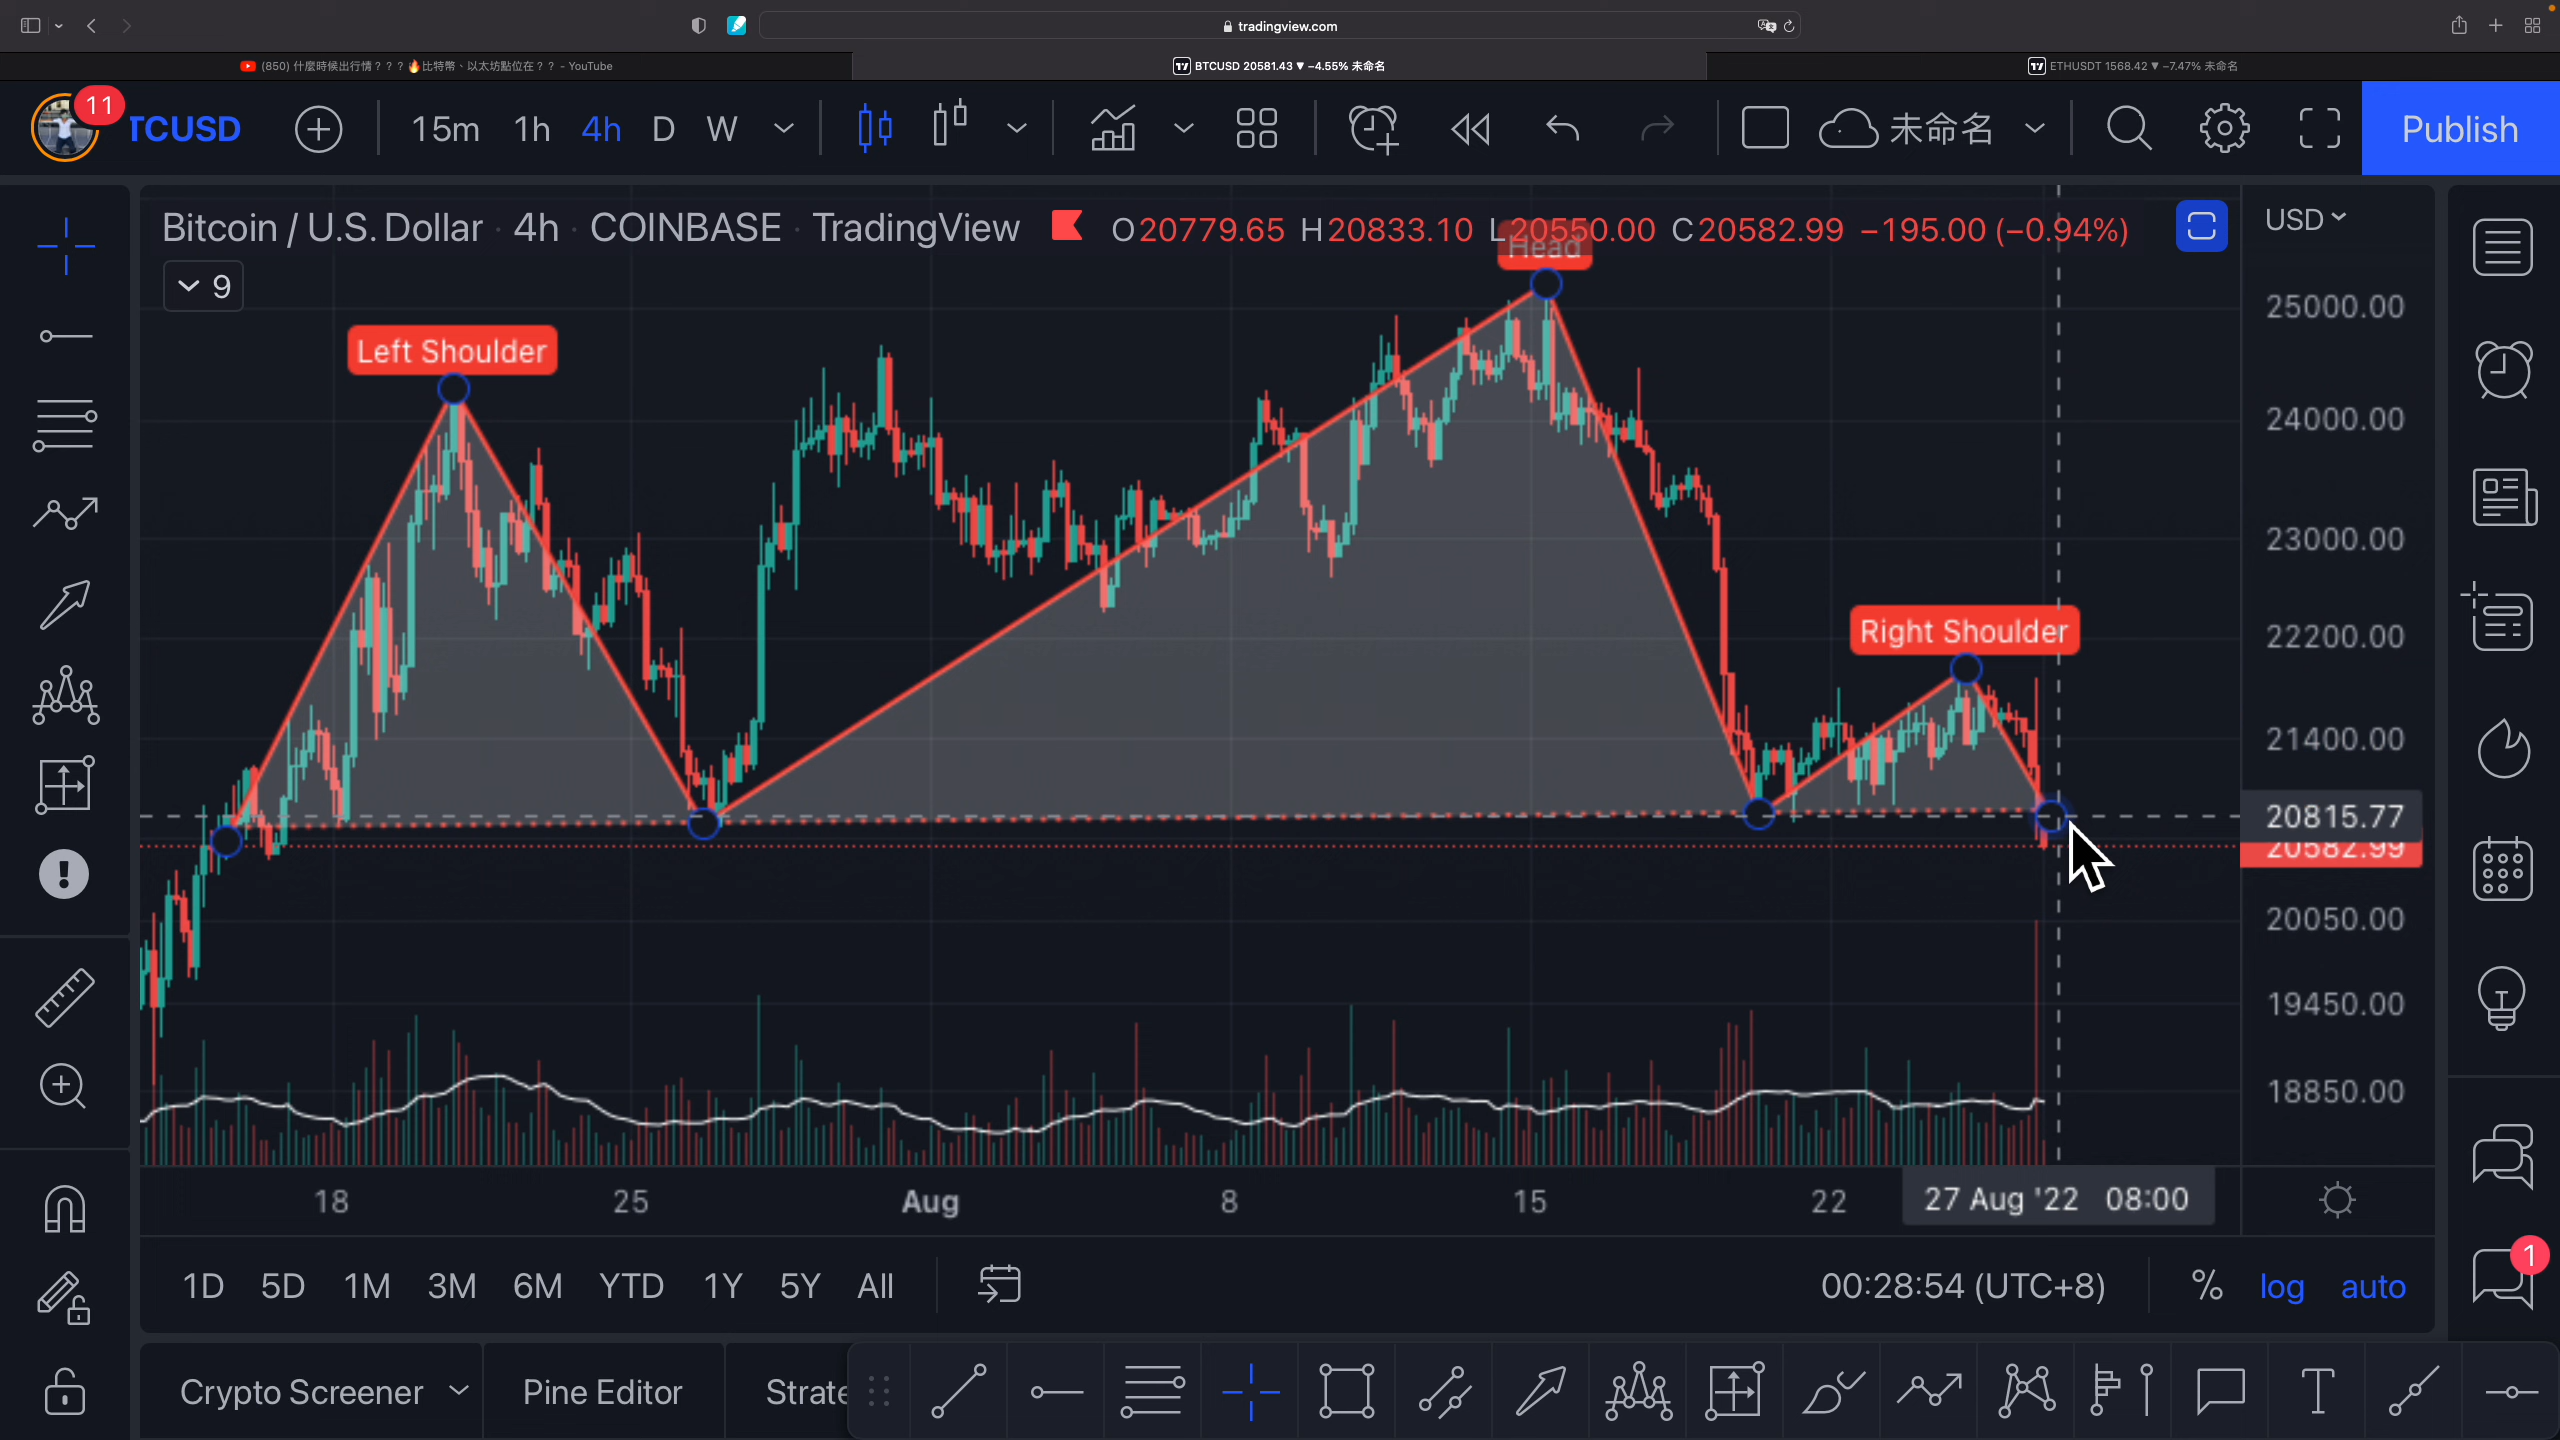 tradingview.com
(850) 什麼時候出行情？？？🔥比特幣、以太坊點位在？？ - YouTube
BTCUSD 20581.43 ▼ −4.55% 未命名
ETHUSDT 1568.42 ▼ −7.47% 未命名
11
TCUSD
15m 1h 4h D W
未命名
Publish
Bitcoin / U.S. Dollar · 4h · COINBASE · TradingView
O20779.65 H20833.10 L20550.00 C20582.99 −195.00 (−0.94%)
USD
9
Head
Left Shoulder
Right Shoulder
25000.00
24000.00
23000.00
22200.00
21400.00
20815.77
20582.99
20050.00
19450.00
18850.00
18 25 Aug 8 15 22 27 Aug '22 08:00
1D 5D 1M 3M 6M YTD 1Y 5Y All
00:28:54 (UTC+8)
% log auto
1
Crypto Screener Pine Editor Strate